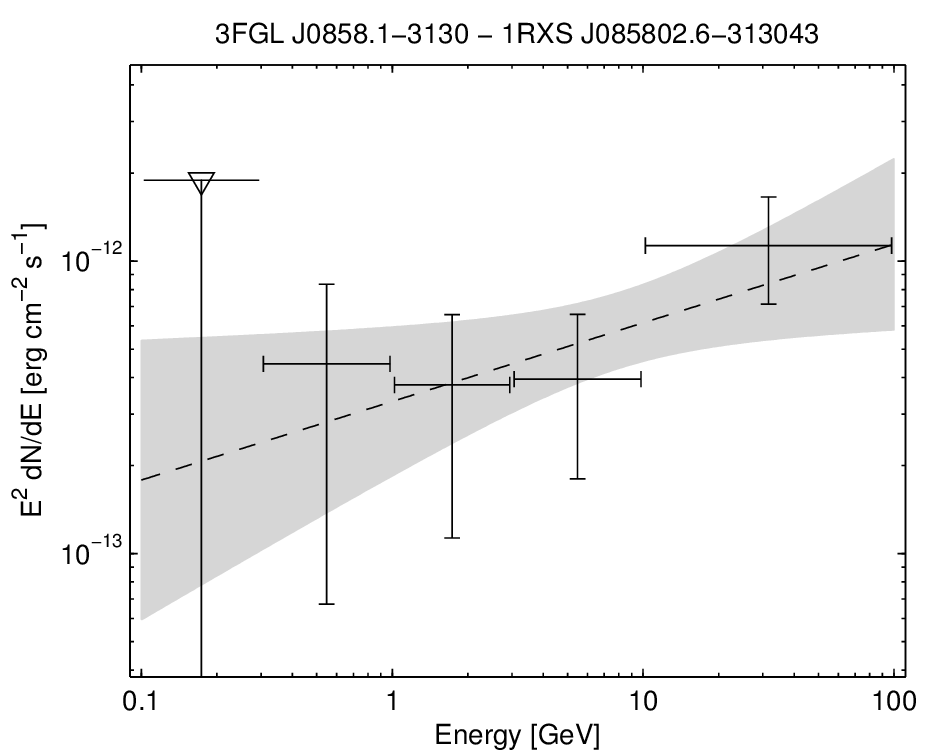 3FGL J0858.1−3130 − 1RXS J085802.6−313043
E² dN/dE [erg cm⁻² s⁻¹]
10⁻¹²
10⁻¹³
0.1 1 10 100
Energy [GeV]